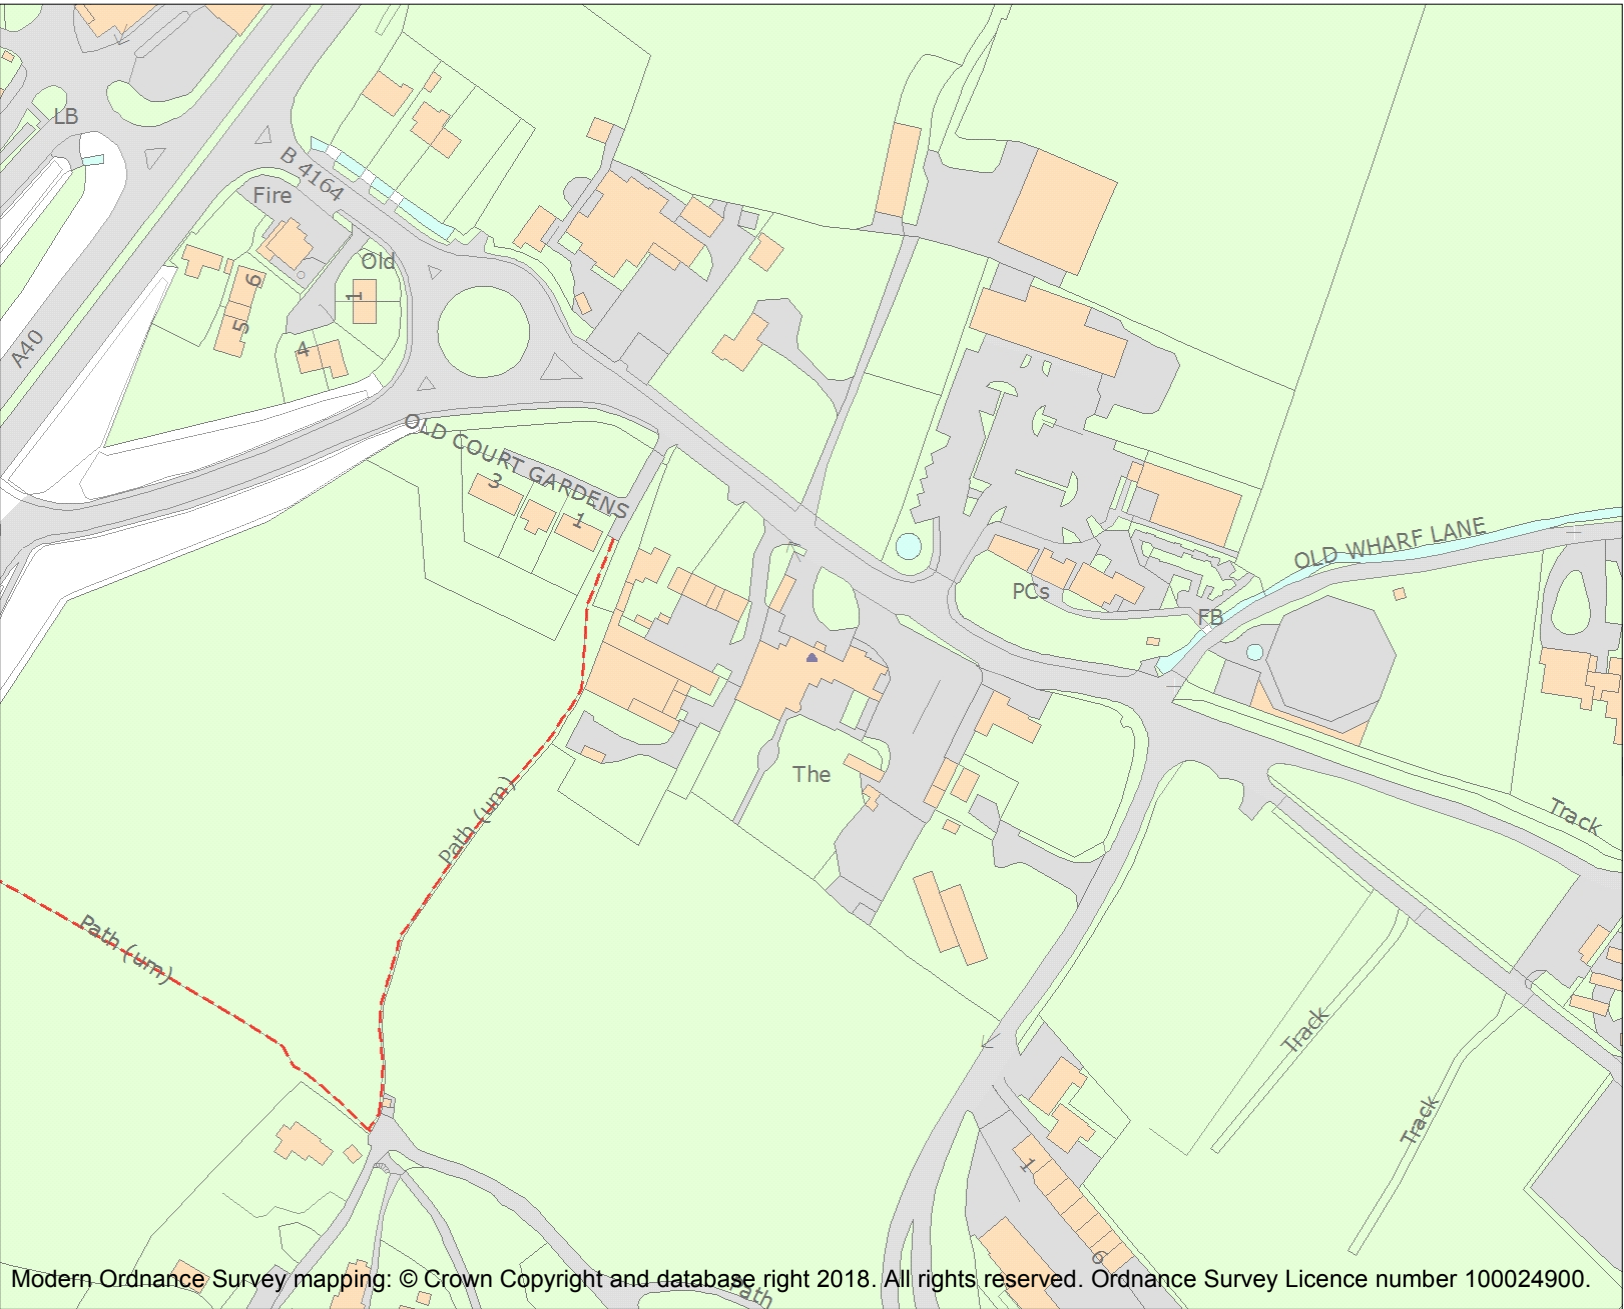 LB
B 4164
Fire
Old
1
6
5
4
A40
OLD COURT GARDENS
3
1
OLD WHARF LANE
PCs
FB
The
Path (um)
Track
Path (um)
Track
Track
1
6
Path
Modern Ordnance Survey mapping: © Crown Copyright and database right 2018. All rights reserved. Ordnance Survey Licence number 100024900.